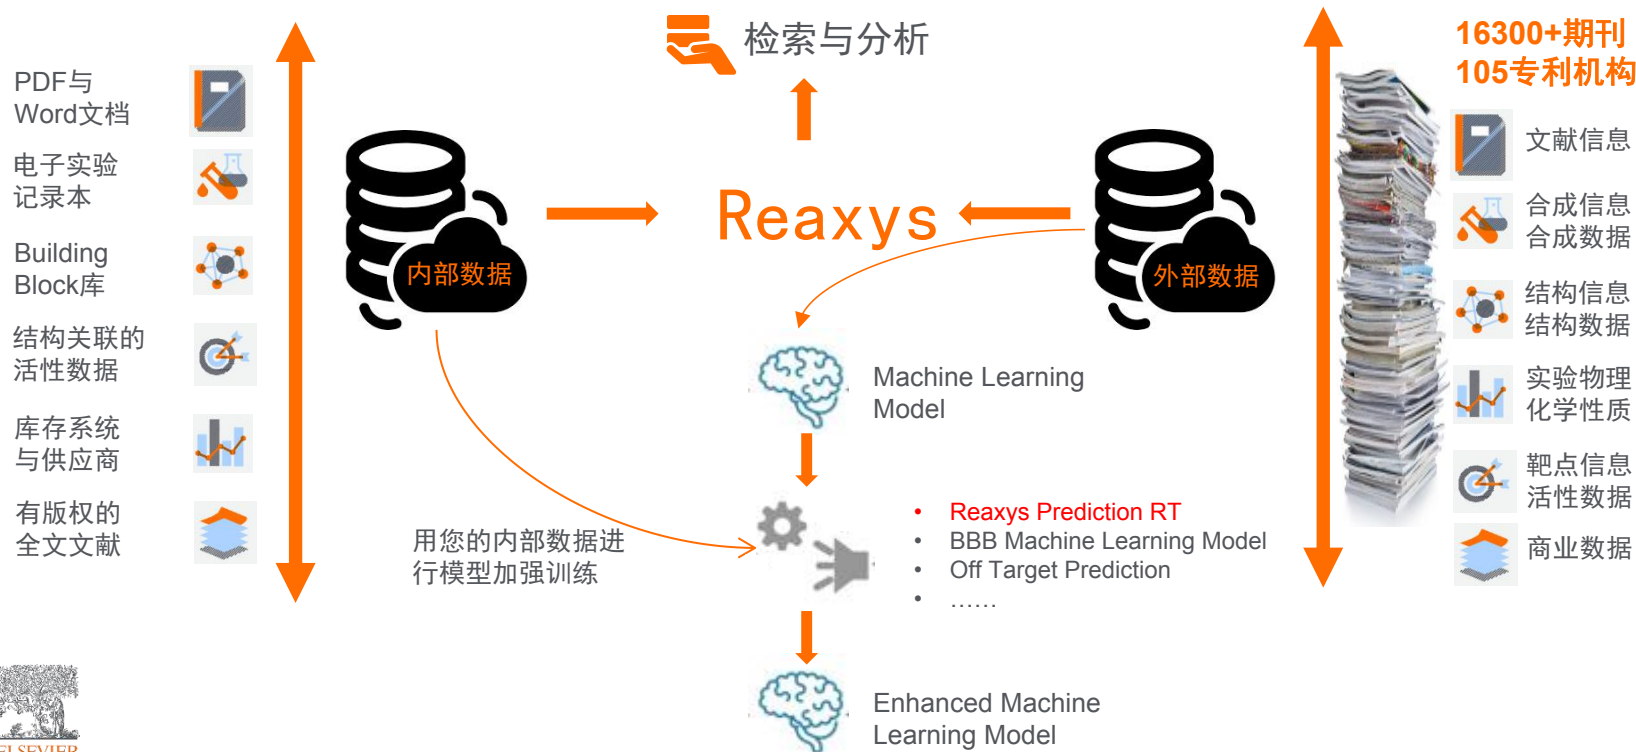 检索与分析
16300+期刊
105专利机构
PDF与
Word文档
电子实验
记录本
Building
Block库
结构关联的
活性数据
库存系统
与供应商
有版权的
全文文献
内部数据
Reaxys
外部数据
Machine Learning
Model
用您的内部数据进
行模型加强训练
• Reaxys Prediction RT
• BBB Machine Learning Model
• Off Target Prediction
• ……
Enhanced Machine
Learning Model
文献信息
合成信息
合成数据
结构信息
结构数据
实验物理
化学性质
靶点信息
活性数据
商业数据
ELSEVIER